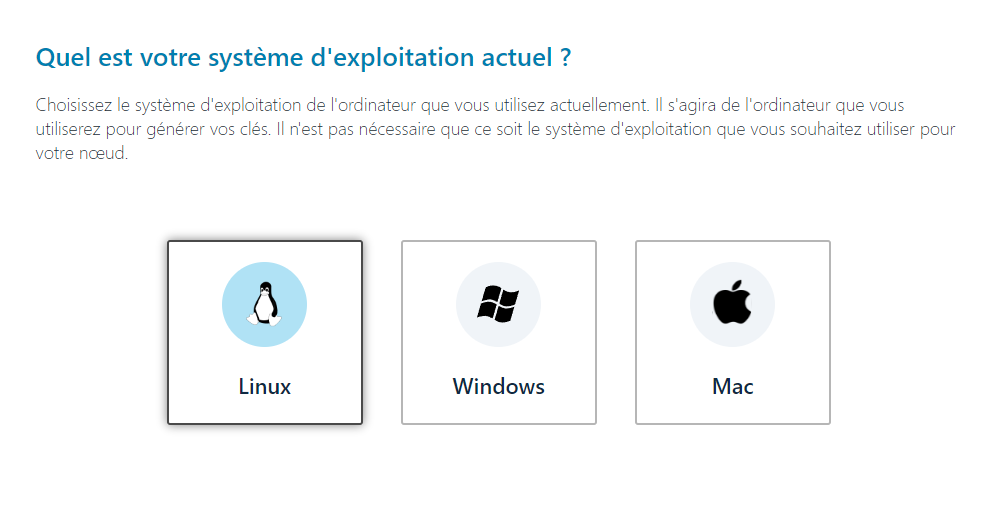 Quel est votre système d'exploitation actuel ?
Choisissez le système d'exploitation de l'ordinateur que vous utilisez actuellement. Il s'agira de l'ordinateur que vous
utiliserez pour générer vos clés. Il n'est pas nécessaire que ce soit le système d'exploitation que vous souhaitez utiliser pour
votre nœud.
Linux
Windows
Mac